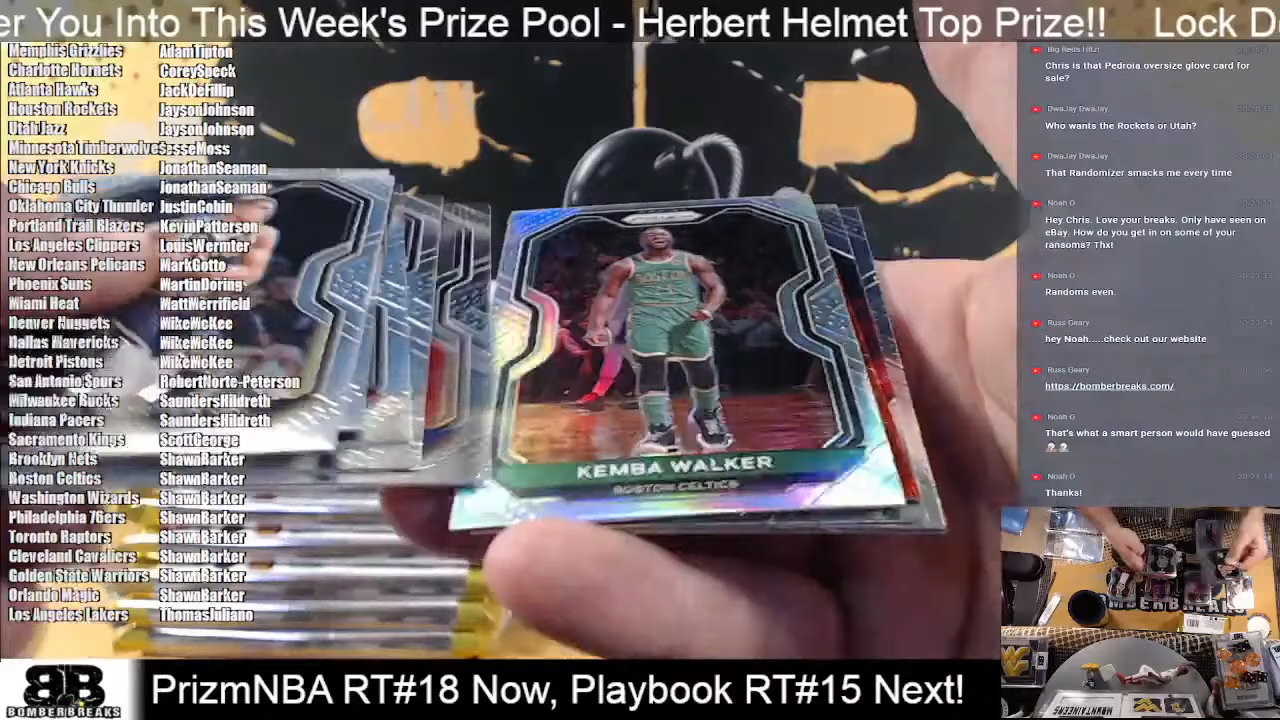 er You Into This Week's Prize Pool - Herbert Helmet Top Prize!! Lock D
Memphis Grizzlies AdamTipton
Charlotte Hornets CoreySpeck
Atlanta Hawks JackDeFillip
Houston Rockets JaysonJohnson
Utah Jazz JaysonJohnson
Minnesota Timberwolves JesseMoss
New York Knicks JonathanSeaman
Chicago Bulls JonathanSeaman
Oklahoma City Thunder JustinCohin
Portland Trail Blazers KevinPatterson
Los Angeles Clippers LouisWermter
New Orleans Pelicans MarkGotto
Phoenix Suns MartinDoring
Miami Heat MattMerrifield
Denver Nuggets MikeMcKee
Dallas Mavericks MikeMcKee
Detroit Pistons MikeMcKee
San Antonio Spurs RobertNorte-Peterson
Milwaukee Bucks SaundersHildreth
Indiana Pacers SaundersHildreth
Sacramento Kings ScottGeorge
Brooklyn Nets ShawnBarker
Boston Celtics ShawnBarker
Washington Wizards ShawnBarker
Philadelphia 76ers ShawnBarker
Toronto Raptors ShawnBarker
Cleveland Cavaliers ShawnBarker
Golden State Warriors ShawnBarker
Orlando Magic ShawnBarker
Los Angeles Lakers ThomasJuliano
PRIZM
BOSTON
KEMBA WALKER
BOSTON CELTICS
Big Reds Hitz!
Chris is that Pedroia oversize glove card for
sale?
DwaJay DwaJay
Who wants the Rockets or Utah?
DwaJay DwaJay
That Randomizer smacks me every time
Noah O
Hey Chris. Love your breaks. Only have seen on
eBay. How do you get in on some of your
ransoms? Thx!
Noah O
Randoms even.
Russ Geary
hey Noah.....check out our website
Russ Geary
https://bomberbreaks.com/
Noah O
That's what a smart person would have guessed
Noah O
Thanks!
MBERBREAKS
MOUNTAINEERS
BB
BOMBERBREAKS
PrizmNBA RT#18 Now, Playbook RT#15 Next!